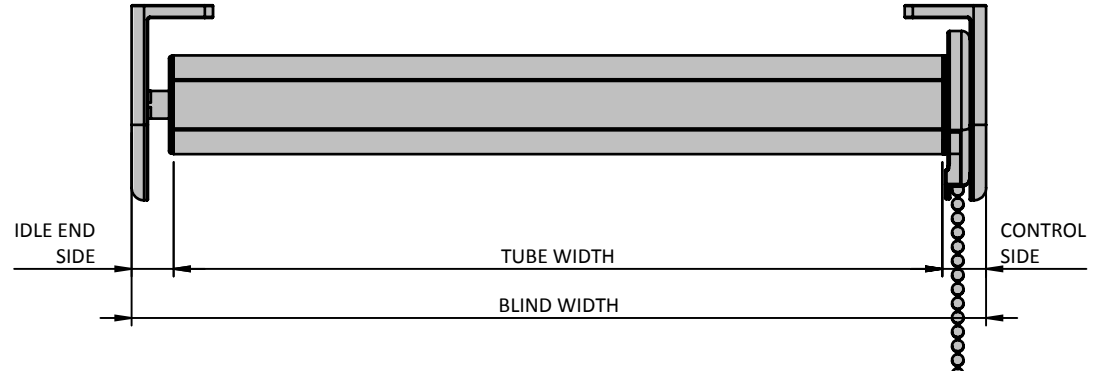 IDLE END
SIDE
TUBE WIDTH
CONTROL
SIDE
BLIND WIDTH